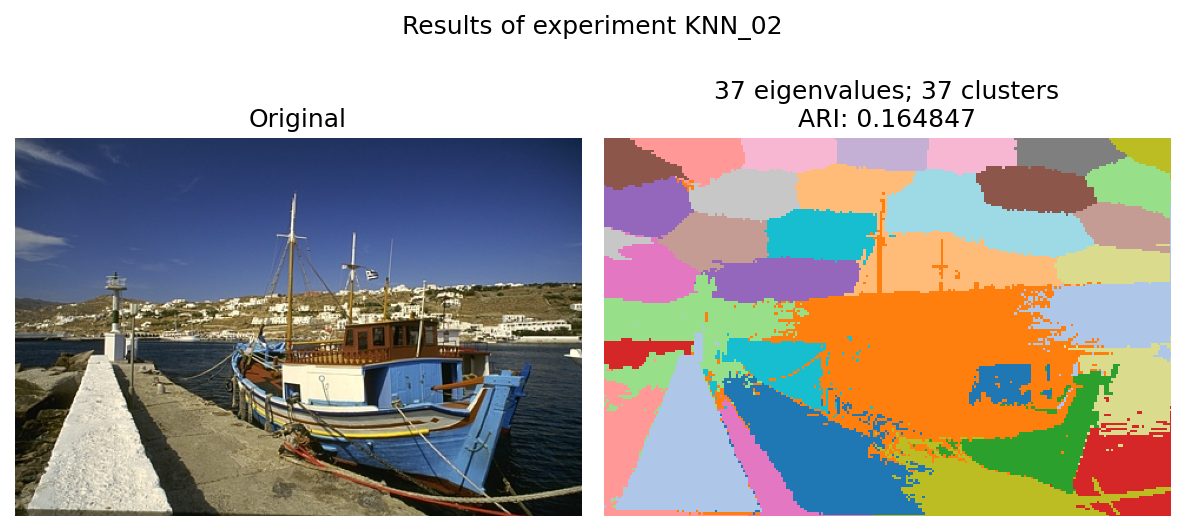 Results of experiment KNN_02
Original
37 eigenvalues; 37 clusters
ARI: 0.164847